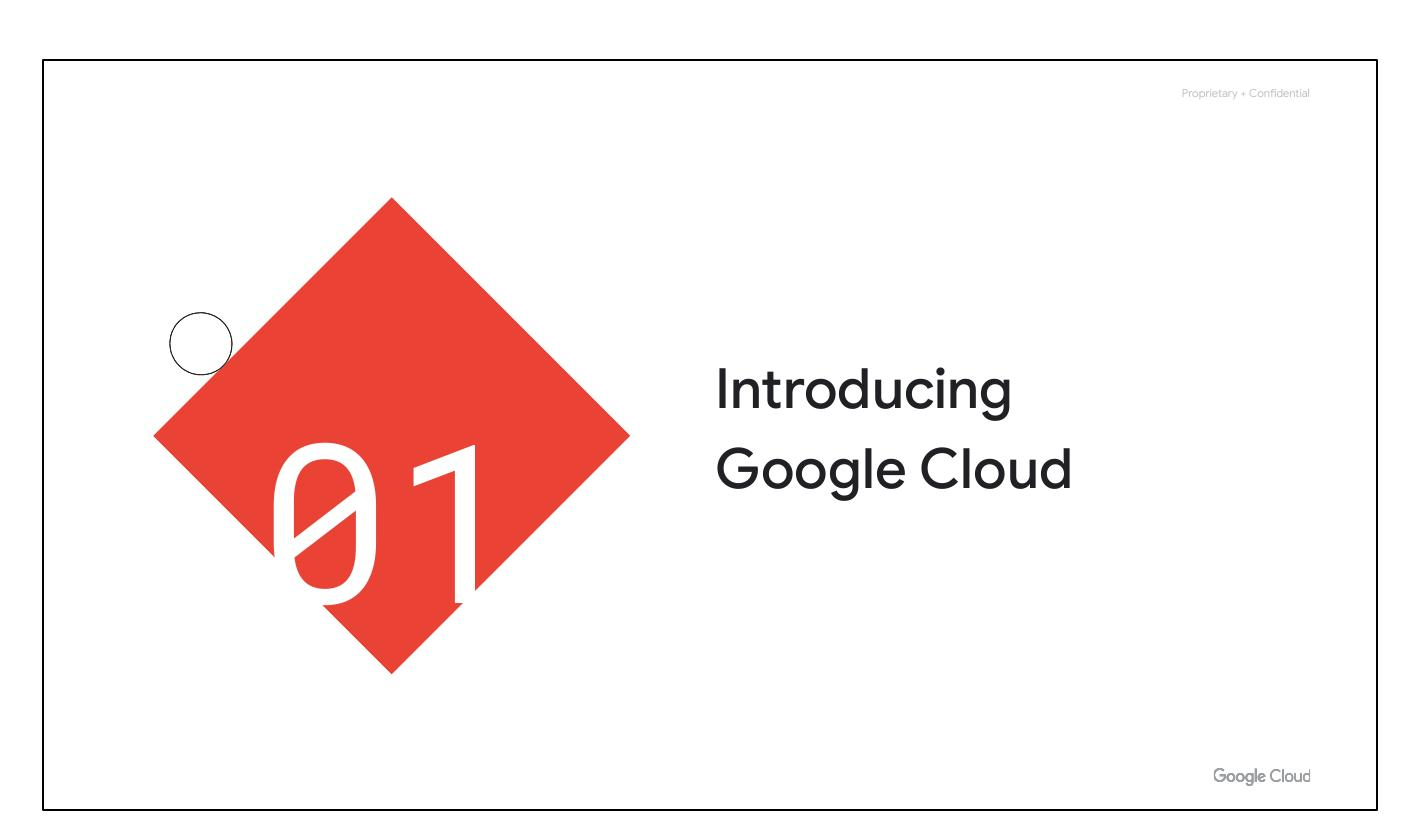 Proprietary + Confidential
01
Introducing
Google Cloud
Google Cloud